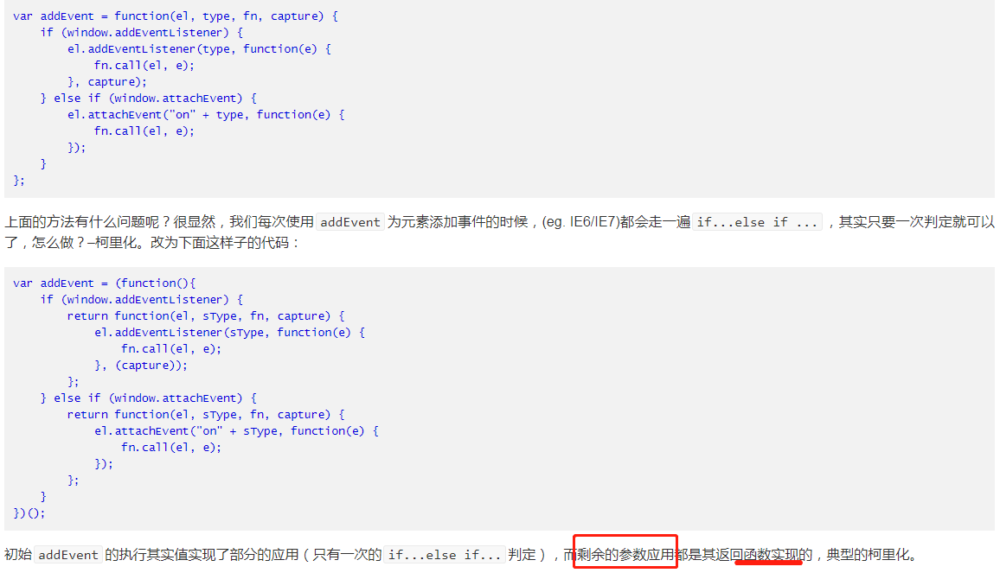 var addEvent = function(el, type, fn, capture) {
    if (window.addEventListener) {
        el.addEventListener(type, function(e) {
            fn.call(el, e);
        }, capture);
    } else if (window.attachEvent) {
        el.attachEvent("on" + type, function(e) {
            fn.call(el, e);
        });
    }
};
上面的方法有什么问题呢？很显然，我们每次使用 addEvent 为元素添加事件的时候，(eg. IE6/IE7)都会走一遍 if...else if ... ，其实只要一次判定就可以
了，怎么做？–柯里化。改为下面这样子的代码：
var addEvent = (function(){
    if (window.addEventListener) {
        return function(el, sType, fn, capture) {
            el.addEventListener(sType, function(e) {
                fn.call(el, e);
            }, (capture));
        };
    } else if (window.attachEvent) {
        return function(el, sType, fn, capture) {
            el.attachEvent("on" + sType, function(e) {
                fn.call(el, e);
            });
        };
    }
})();
初始 addEvent 的执行其实值实现了部分的应用（只有一次的 if...else if... 判定），而剩余的参数应用都是其返回函数实现的，典型的柯里化。